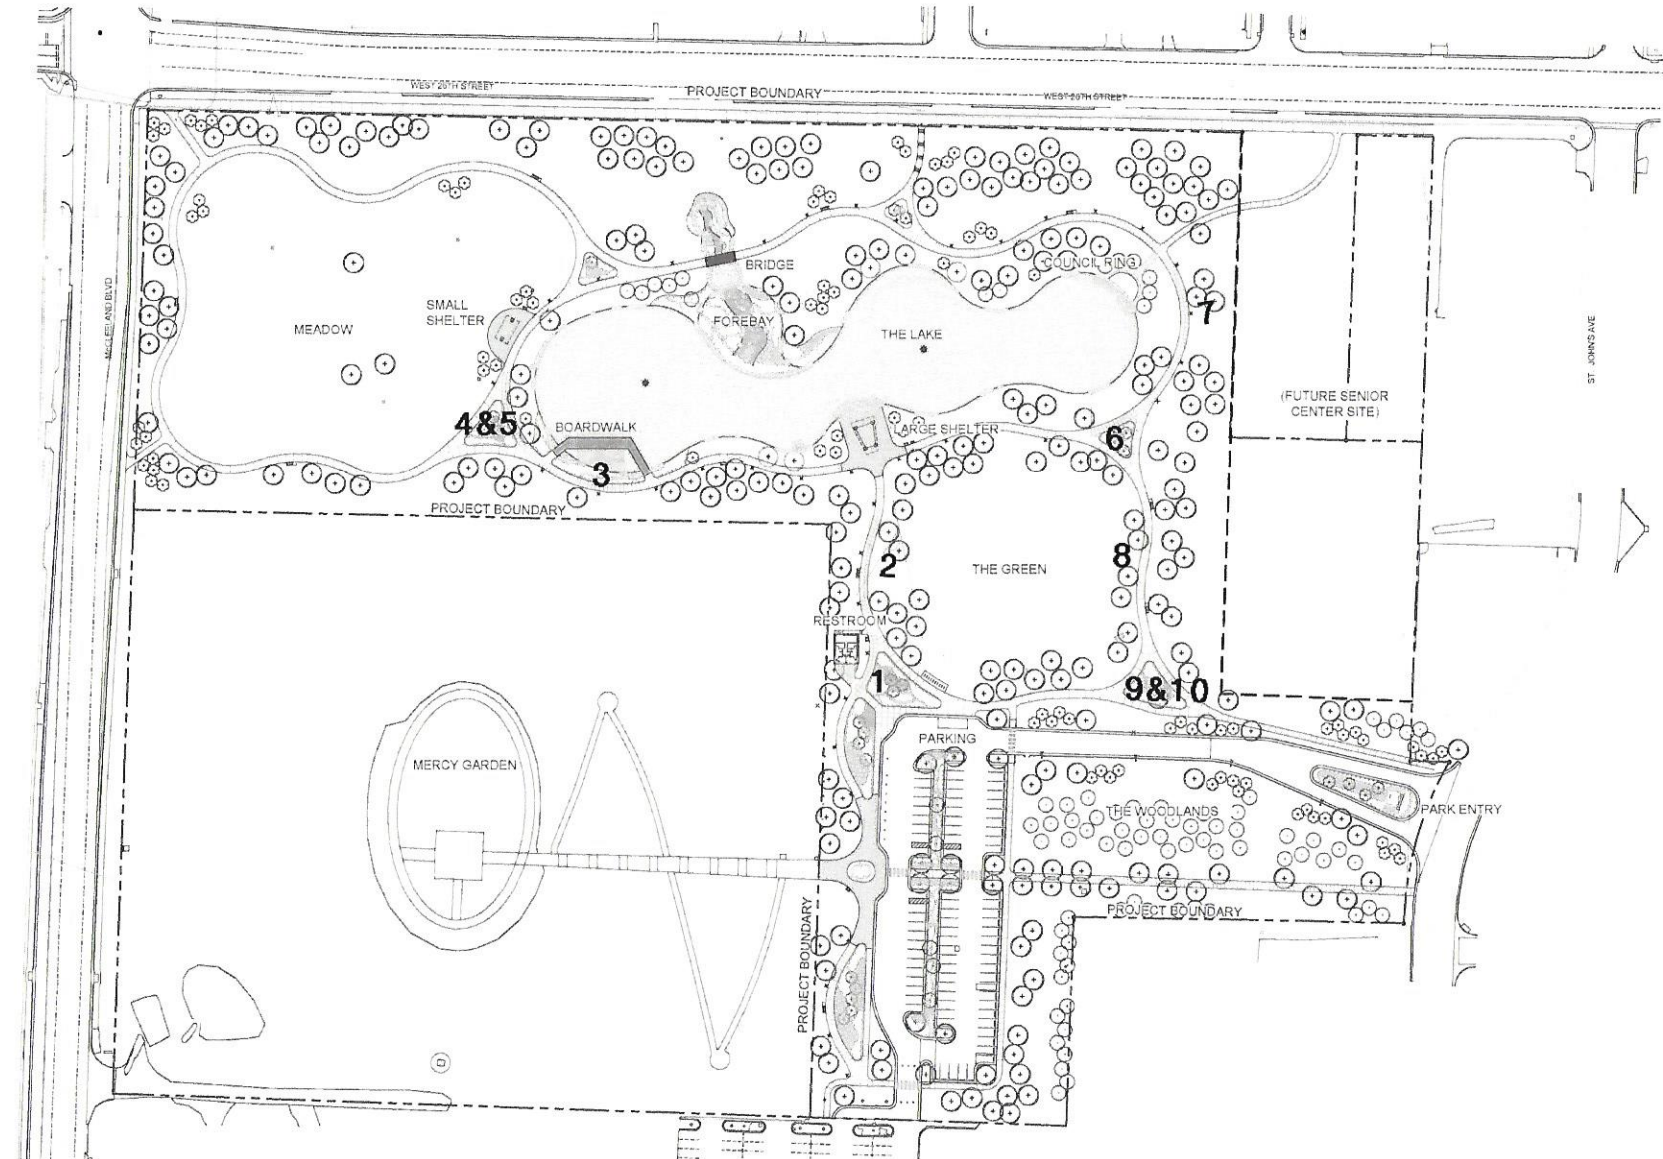 WEST 20TH STREET
PROJECT BOUNDARY
WEST 20TH STREET
McCLELLAND BLVD
BRIDGE
COUNCIL RING
SMALL
SHELTER
MEADOW
FOREBAY
THE LAKE
7
ST JOHN'S AVE
(FUTURE SENIOR
CENTER SITE)
4&5
BOARDWALK
LARGE SHELTER
6
3
PROJECT BOUNDARY
2
THE GREEN
8
RESTROOM
1
9&10
PARKING
MERCY GARDEN
THE WOODLANDS
PARK ENTRY
PROJECT BOUNDARY
PROJECT BOUNDARY